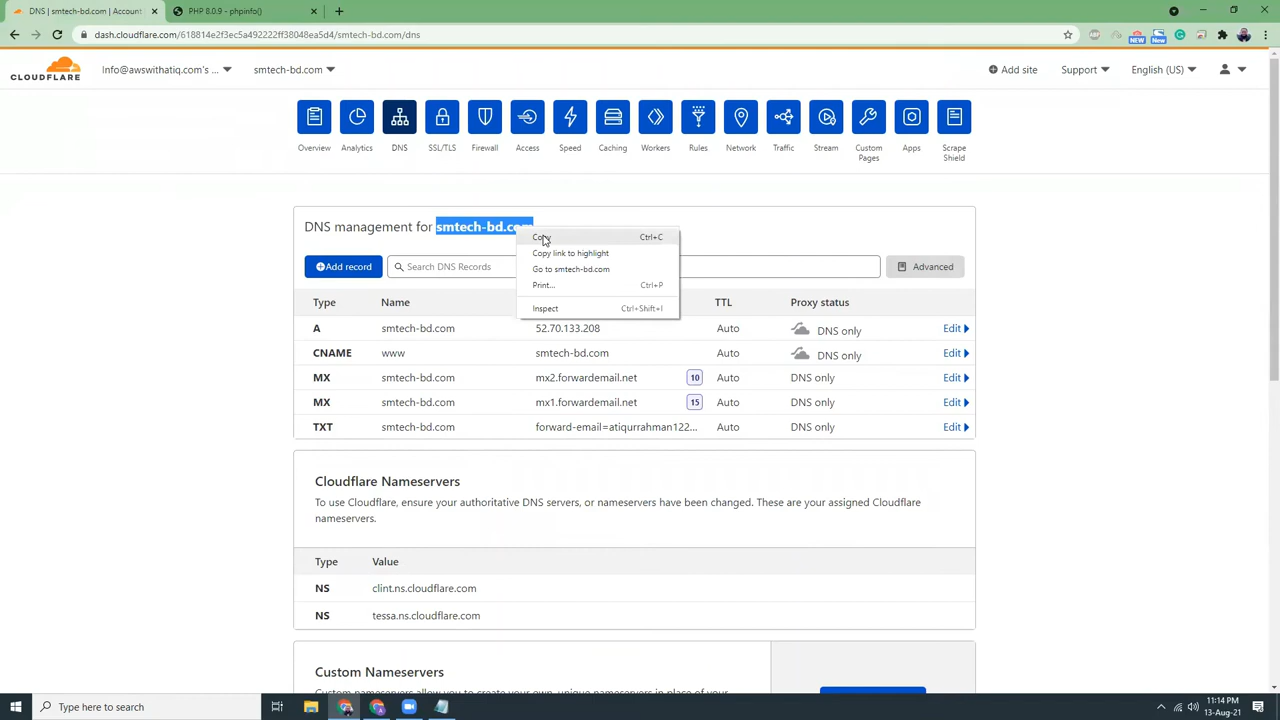 DNS | smtech-bd.com | Cloudflare
PHP 8.0.9 - phpinfo()
dash.cloudflare.com/618814e2f3ec5a492222ff38048ea5d4/smtech-bd.com/dns
NEW
New
CLOUDFLARE
Info@awswithatiq.com's ...
smtech-bd.com
Add site
Support
English (US)
Overview
Analytics
DNS
SSL/TLS
Firewall
Access
Speed
Caching
Workers
Rules
Network
Traffic
Stream
Custom Pages
Apps
Scrape Shield
DNS management for smtech-bd.com
Copy Ctrl+C
Copy link to highlight
Go to smtech-bd.com
Print... Ctrl+P
Inspect Ctrl+Shift+I
Add record
Search DNS Records
Advanced
Type Name TTL Proxy status
A smtech-bd.com 52.70.133.208 Auto DNS only Edit
CNAME www smtech-bd.com Auto DNS only Edit
MX smtech-bd.com mx2.forwardemail.net 10 Auto DNS only Edit
MX smtech-bd.com mx1.forwardemail.net 15 Auto DNS only Edit
TXT smtech-bd.com forward-email=atiqurrahman122... Auto DNS only Edit
Cloudflare Nameservers
To use Cloudflare, ensure your authoritative DNS servers, or nameservers have been changed. These are your assigned Cloudflare
nameservers.
Type Value
NS clint.ns.cloudflare.com
NS tessa.ns.cloudflare.com
Custom Nameservers
Custom nameservers allow you to create your own, unique nameservers in place of your
Type here to search
11:14 PM
13-Aug-21